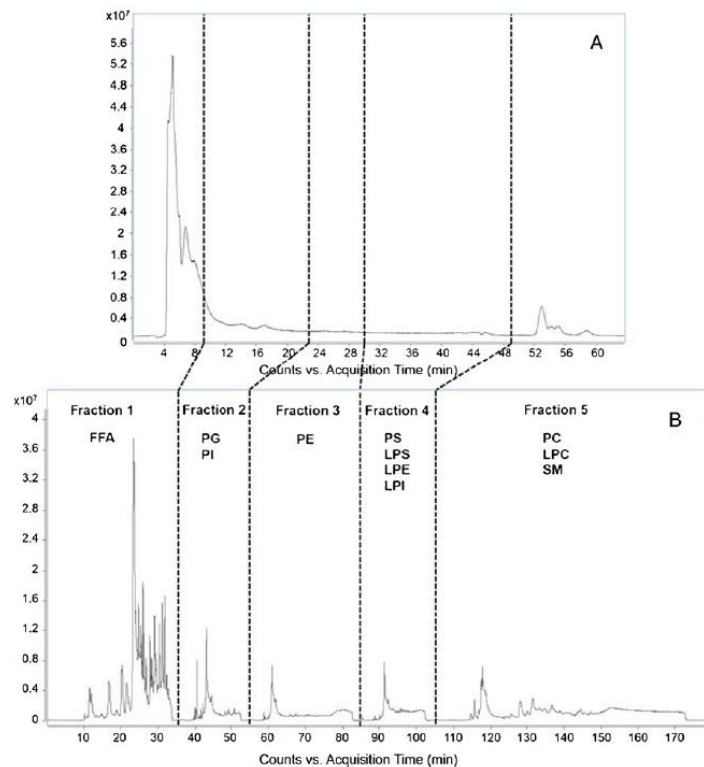 x10⁷
A
5.6
5.2
4.8
4.4
4
3.6
3.2
2.8
2.4
2
1.6
1.2
0.8
0.4
0
4 8 12 16 20 24 28 32 36 40 44 48 52 56 60
Counts vs. Acquisition Time (min)
x10⁷
B
Fraction 1 Fraction 2 Fraction 3 Fraction 4 Fraction 5
FFA PG PE PS PC
PI LPS LPC
LPE SM
LPI
4
3.6
3.2
2.8
2.4
2
1.6
1.2
0.8
0.4
0
10 20 30 40 50 60 70 80 90 100 110 120 130 140 150 160 170
Counts vs. Acquisition Time (min)